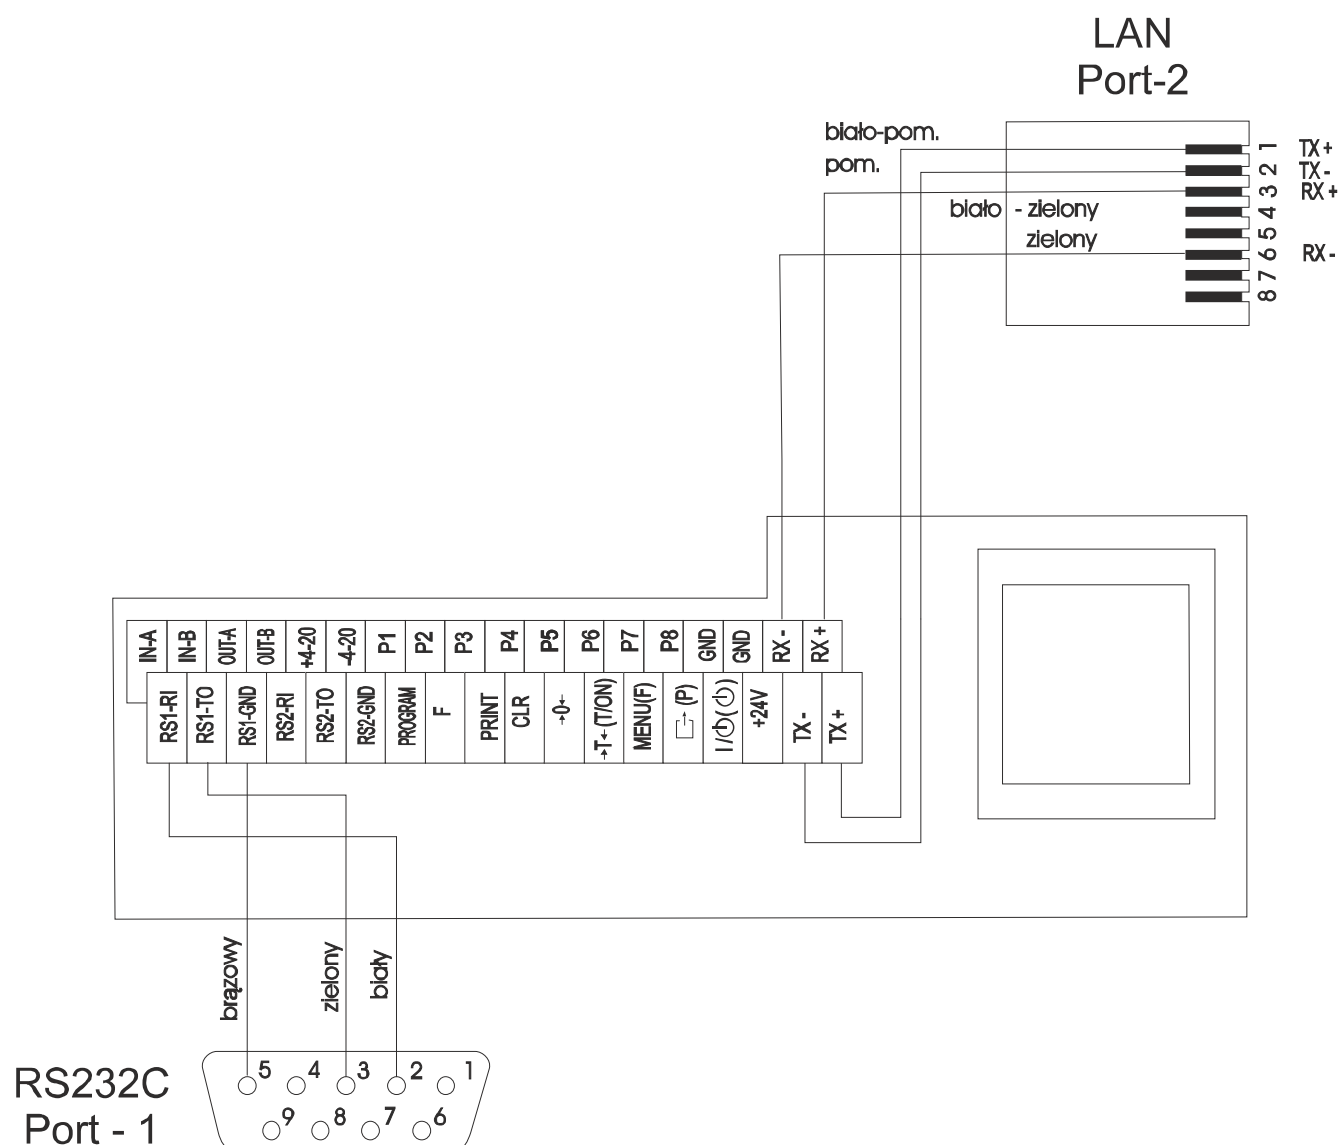 LAN
Port-2
biało-pom.
pom.
biało - zielony
zielony
1 TX +
2 TX -
3 RX +
4
5
6 RX -
7
8
IN-A IN-B OUT-A OUT-B +4-20 -4-20 P1 P2 P3 P4 P5 P6 P7 P8 GND GND RX - RX +
RS1-RI RS1-TO RS1-GND RS2-RI RS2-TO RS2-GND PROGRAM F PRINT CLR →0← →T←(T/ON) MENU(F) (P) I/⏻(⏻) +24V TX - TX +
brązowy
zielony
biały
RS232C
Port - 1
5 4 3 2 1
9 8 7 6